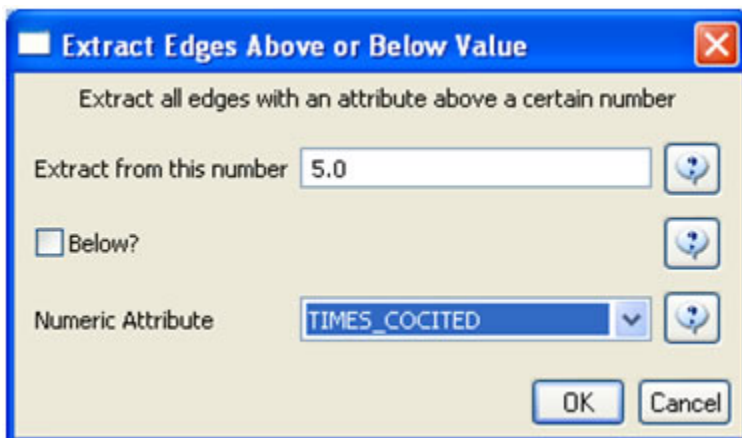 Extract Edges Above or Below Value
Extract all edges with an attribute above a certain number
Extract from this number 5.0
Below?
Numeric Attribute TIMES_COCITED
OK Cancel